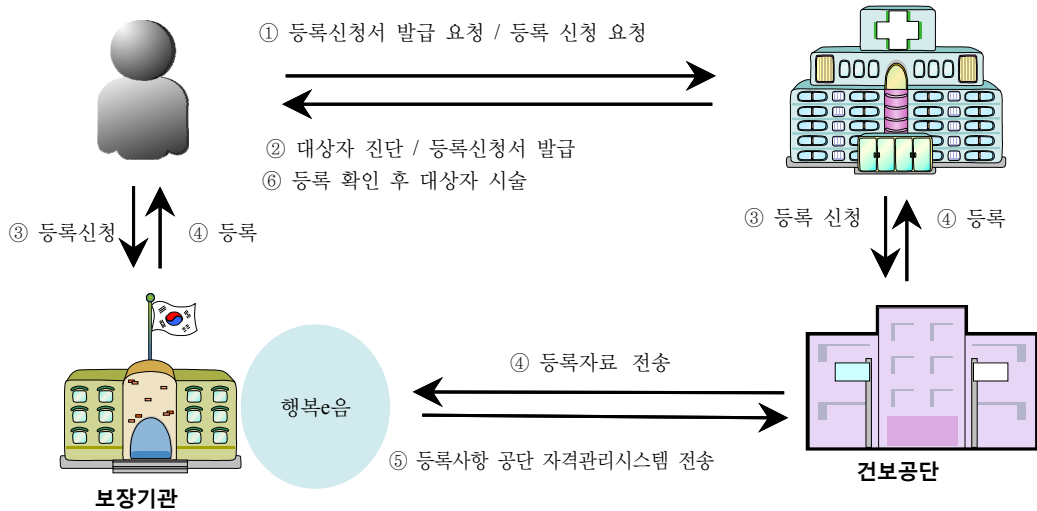 ① 등록신청서 발급 요청 / 등록 신청 요청
② 대상자 진단 / 등록신청서 발급
⑥ 등록 확인 후 대상자 시술
③ 등록신청
④ 등록
③ 등록 신청
④ 등록
행복e음
④ 등록자료 전송
⑤ 등록사항 공단 자격관리시스템 전송
보장기관
건보공단